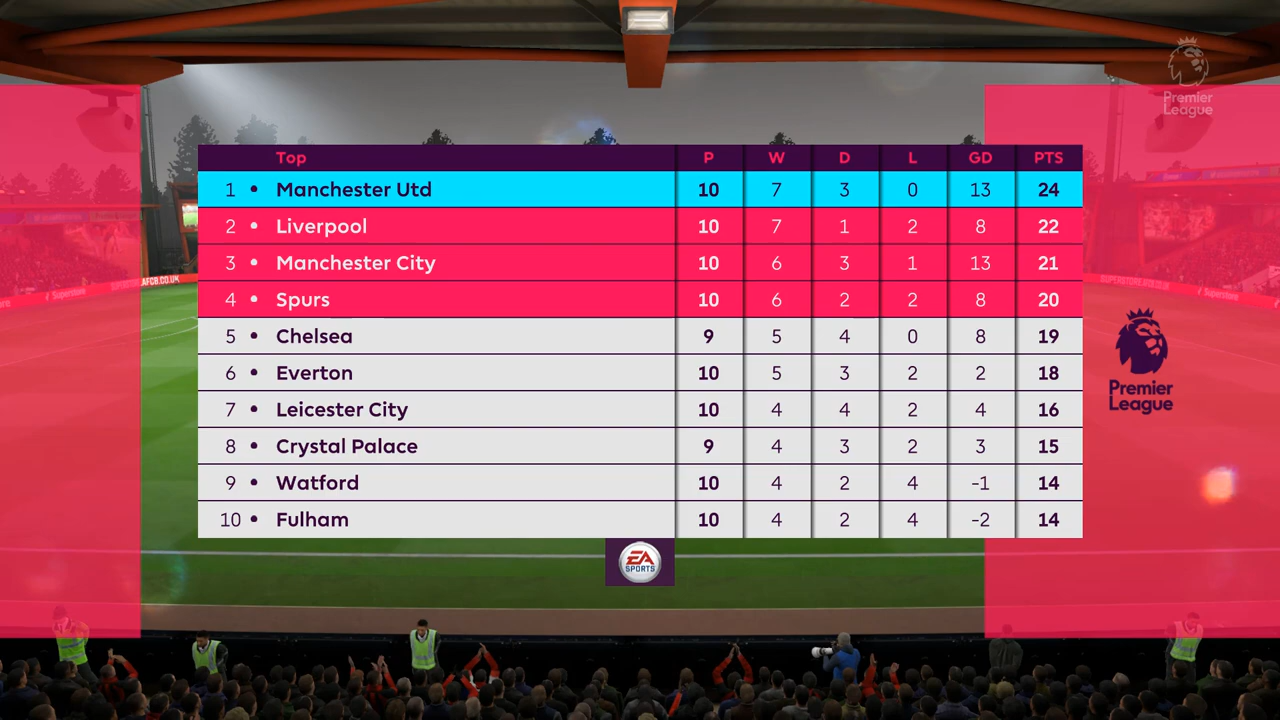 Premier
League
Top P W D L GD PTS
1 • Manchester Utd 10 7 3 0 13 24
2 • Liverpool 10 7 1 2 8 22
3 • Manchester City 10 6 3 1 13 21
4 • Spurs 10 6 2 2 8 20
5 • Chelsea 9 5 4 0 8 19
6 • Everton 10 5 3 2 2 18
7 • Leicester City 10 4 4 2 4 16
8 • Crystal Palace 9 4 3 2 3 15
9 • Watford 10 4 2 4 -1 14
10 • Fulham 10 4 2 4 -2 14
AFCB.CO.UK
Superstore
Premier
League
EA
SPORTS